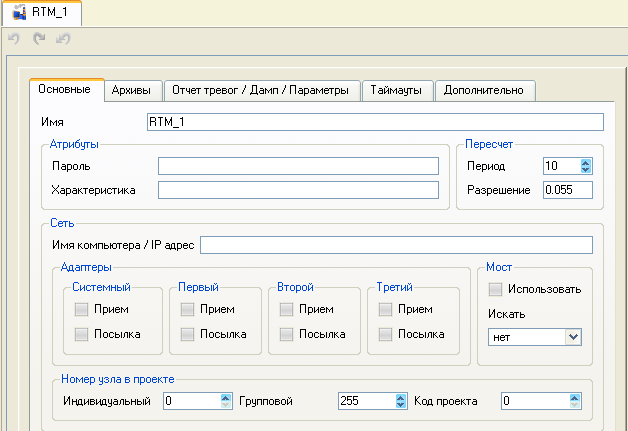 RTM_1
Основные Архивы Отчет тревог / Дамп / Параметры Таймауты Дополнительно
Имя RTM_1
Атрибуты Пересчет
Пароль Период 10
Характеристика Разрешение 0.055
Сеть
Имя компьютера / IP адрес
Адаптеры Мост
Системный Первый Второй Третий Использовать
Прием Прием Прием Прием
Искать
Посылка Посылка Посылка Посылка нет
Номер узла в проекте
Индивидуальный 0 Групповой 255 Код проекта 0